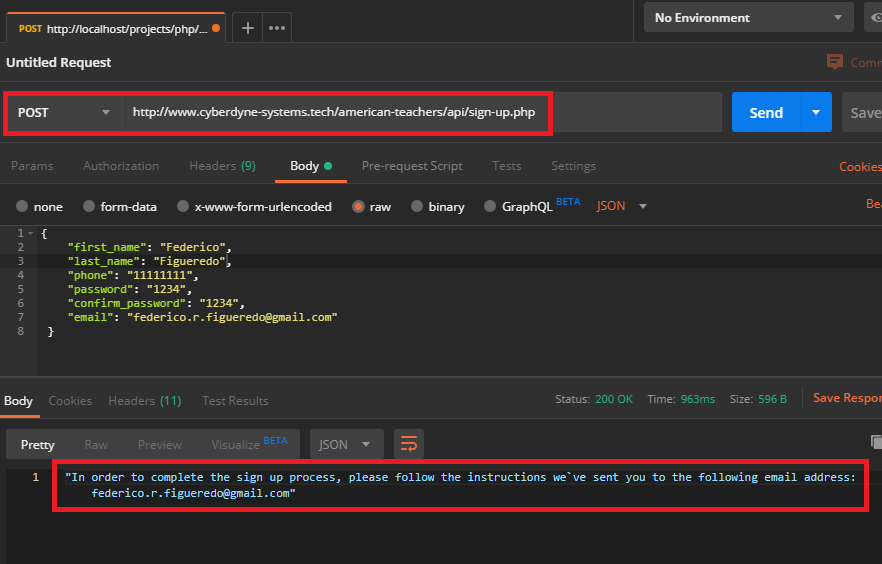 POST http://localhost/projects/php/... + ••• No Environment
Untitled Request Comm
POST http://www.cyberdyne-systems.tech/american-teachers/api/sign-up.php Send Save
Params Authorization Headers (9) Body Pre-request Script Tests Settings Cookies
none form-data x-www-form-urlencoded raw binary GraphQL BETA JSON Bea
1 {
2 "first_name": "Federico",
3 "last_name": "Figueredo",
4 "phone": "11111111",
5 "password": "1234",
6 "confirm_password": "1234",
7 "email": "federico.r.figueredo@gmail.com"
8 }
Body Cookies Headers (11) Test Results Status: 200 OK Time: 963ms Size: 596 B Save Respor
Pretty Raw Preview Visualize BETA JSON
1 "In order to complete the sign up process, please follow the instructions we`ve sent you to the following email address:
federico.r.figueredo@gmail.com"